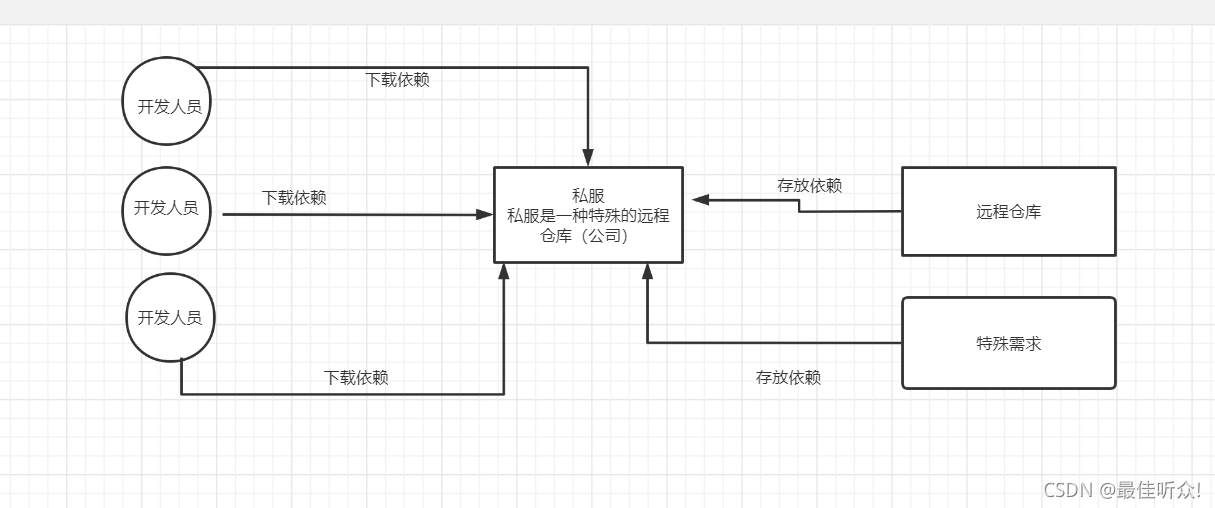 开发人员
下载依赖
开发人员
下载依赖
开发人员
下载依赖
私服
私服是一种特殊的远程
仓库（公司）
存放依赖
远程仓库
存放依赖
特殊需求
CSDN @最佳听众!